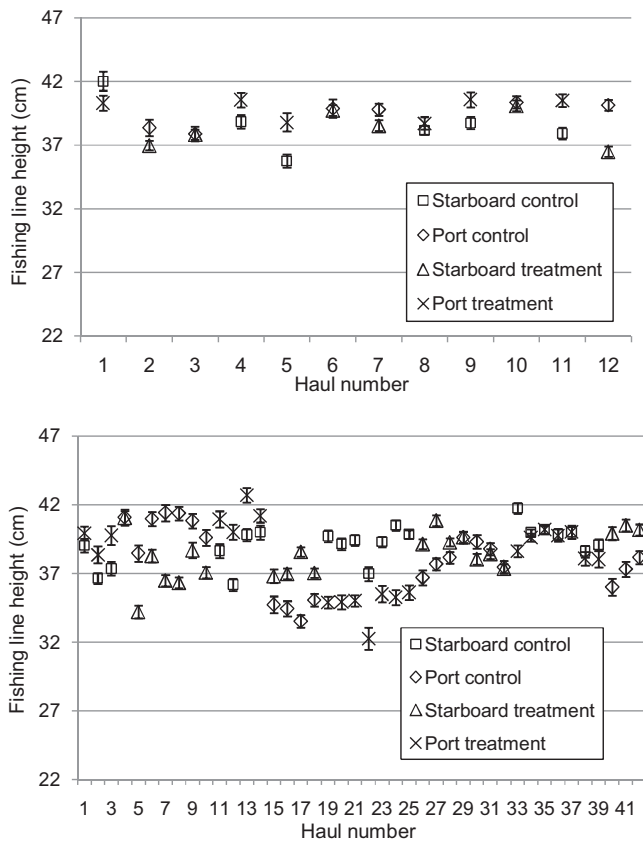 47
42
37
32
27
22
Fishing line height (cm)
Starboard control
Port control
Starboard treatment
Port treatment
1 2 3 4 5 6 7 8 9 10 11 12
Haul number
47
42
37
32
27
22
Fishing line height (cm)
Starboard control
Port control
Starboard treatment
Port treatment
1 3 5 7 9 11 13 15 17 19 21 23 25 27 29 31 33 35 37 39 41
Haul number